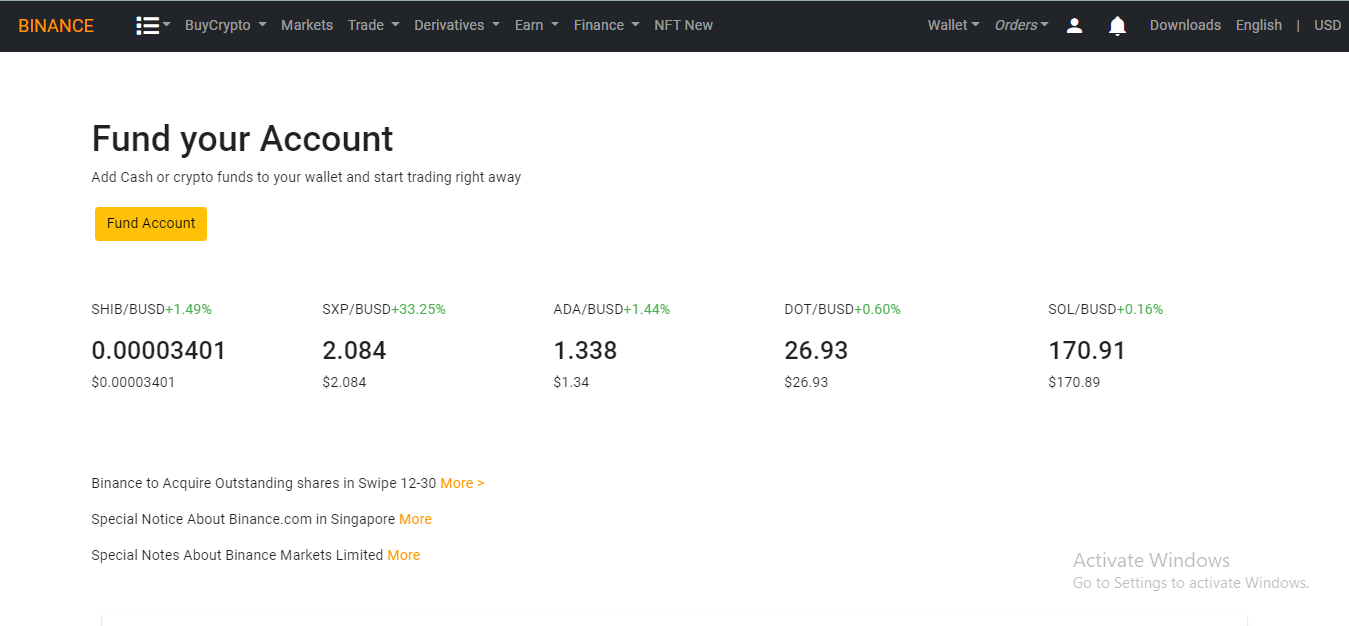 BINANCE BuyCrypto Markets Trade Derivatives Earn Finance NFT New Wallet Orders Downloads English | USD
Fund your Account
Add Cash or crypto funds to your wallet and start trading right away
Fund Account
SHIB/BUSD+1.49% SXP/BUSD+33.25% ADA/BUSD+1.44% DOT/BUSD+0.60% SOL/BUSD+0.16%
0.00003401 2.084 1.338 26.93 170.91
$0.00003401 $2.084 $1.34 $26.93 $170.89
Binance to Acquire Outstanding shares in Swipe 12-30 More >
Special Notice About Binance.com in Singapore More
Special Notes About Binance Markets Limited More
Activate Windows
Go to Settings to activate Windows.